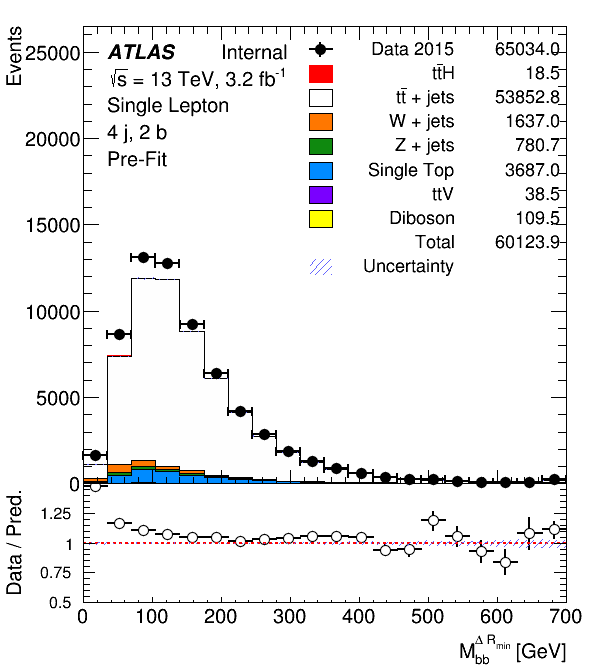 Events
25000
20000
15000
10000
5000
0
ATLAS Internal
√s = 13 TeV, 3.2 fb⁻¹
Single Lepton
4 j, 2 b
Pre-Fit
Data 2015 65034.0
tt̄H 18.5
tt̄ + jets 53852.8
W + jets 1637.0
Z + jets 780.7
Single Top 3687.0
ttV 38.5
Diboson 109.5
Total 60123.9
Uncertainty
Data / Pred.
1.25
1
0.75
0.5
0 100 200 300 400 500 600 700
M_bb^ΔR_min [GeV]